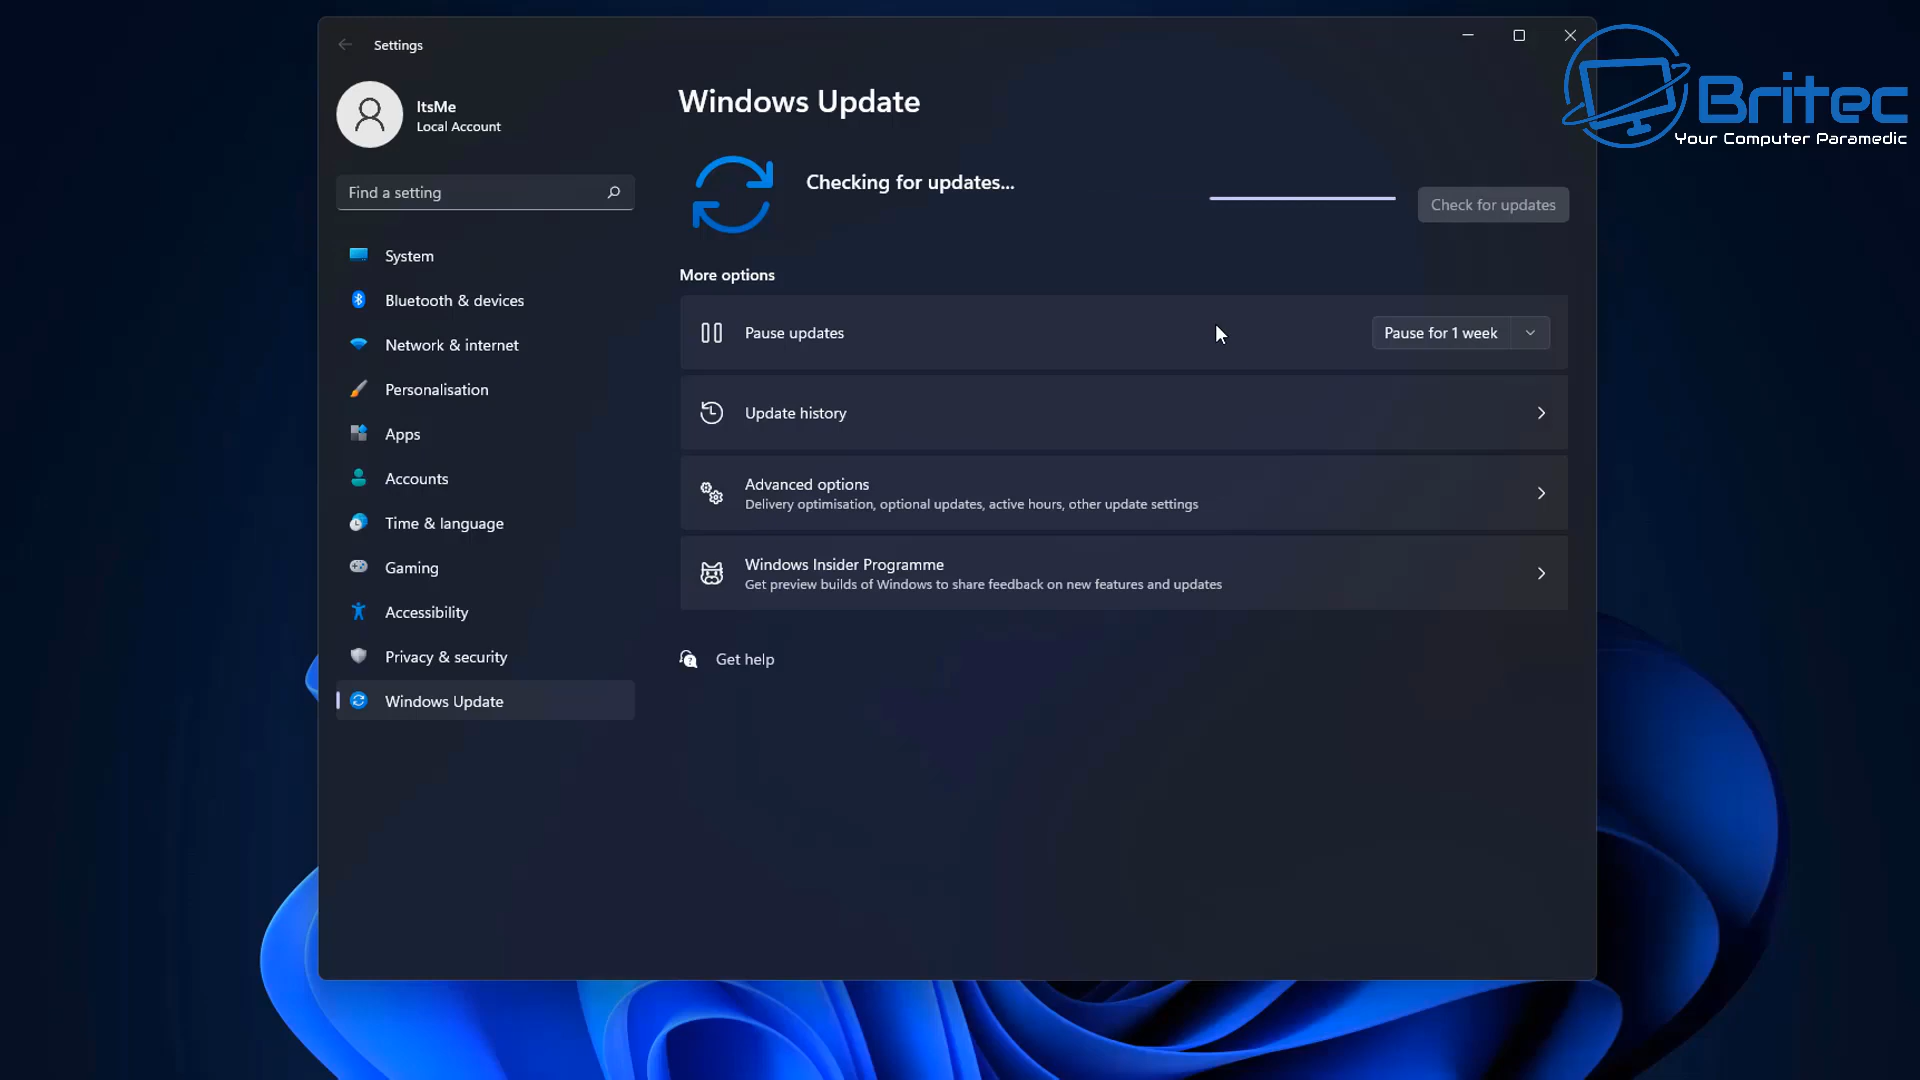 Settings
ItsMe
Local Account
Find a setting
System
Bluetooth & devices
Network & internet
Personalisation
Apps
Accounts
Time & language
Gaming
Accessibility
Privacy & security
Windows Update
Windows Update
Checking for updates...
Check for updates
More options
Pause updates
Pause for 1 week
Update history
Advanced options
Delivery optimisation, optional updates, active hours, other update settings
Windows Insider Programme
Get preview builds of Windows to share feedback on new features and updates
Get help
Britec
Your Computer Paramedic